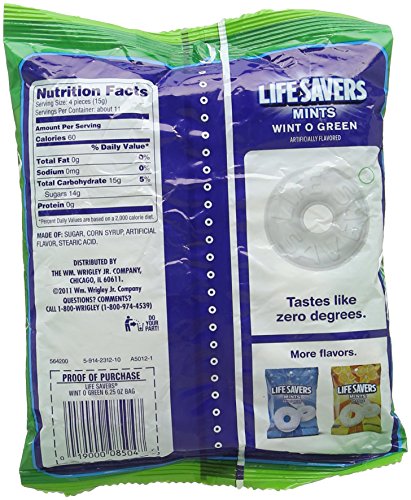 Nutrition Facts
Serving Size: 4 pieces (15g)
Servings Per Container: about 11
Amount Per Serving
Calories 60
% Daily Value*
Total Fat 0g 0%
Sodium 0mg 0%
Total Carbohydrate 15g 5%
Sugars 14g
Protein 0g
*Percent Daily Values are based on a 2,000 calorie diet.
MADE OF: SUGAR, CORN SYRUP, ARTIFICIAL
FLAVOR, STEARIC ACID.
DISTRIBUTED BY
THE WM. WRIGLEY JR. COMPANY,
CHICAGO, IL 60611.
©2011 Wm. Wrigley Jr. Company
QUESTIONS? COMMENTS?
CALL 1-800-WRIGLEY (1-800-974-4539)
DO
YOUR
PART!
564200 5-914-2312-10 A5012-1
PROOF OF PURCHASE
LIFE SAVERS®
WINT O GREEN 6.25 OZ BAG
0 19000 08504
LIFE SAVERS
MINTS
WINT O GREEN
ARTIFICIALLY FLAVORED
Tastes like
zero degrees.
More flavors.
LIFE SAVERS
MINTS
LIFE SAVERS
MINTS